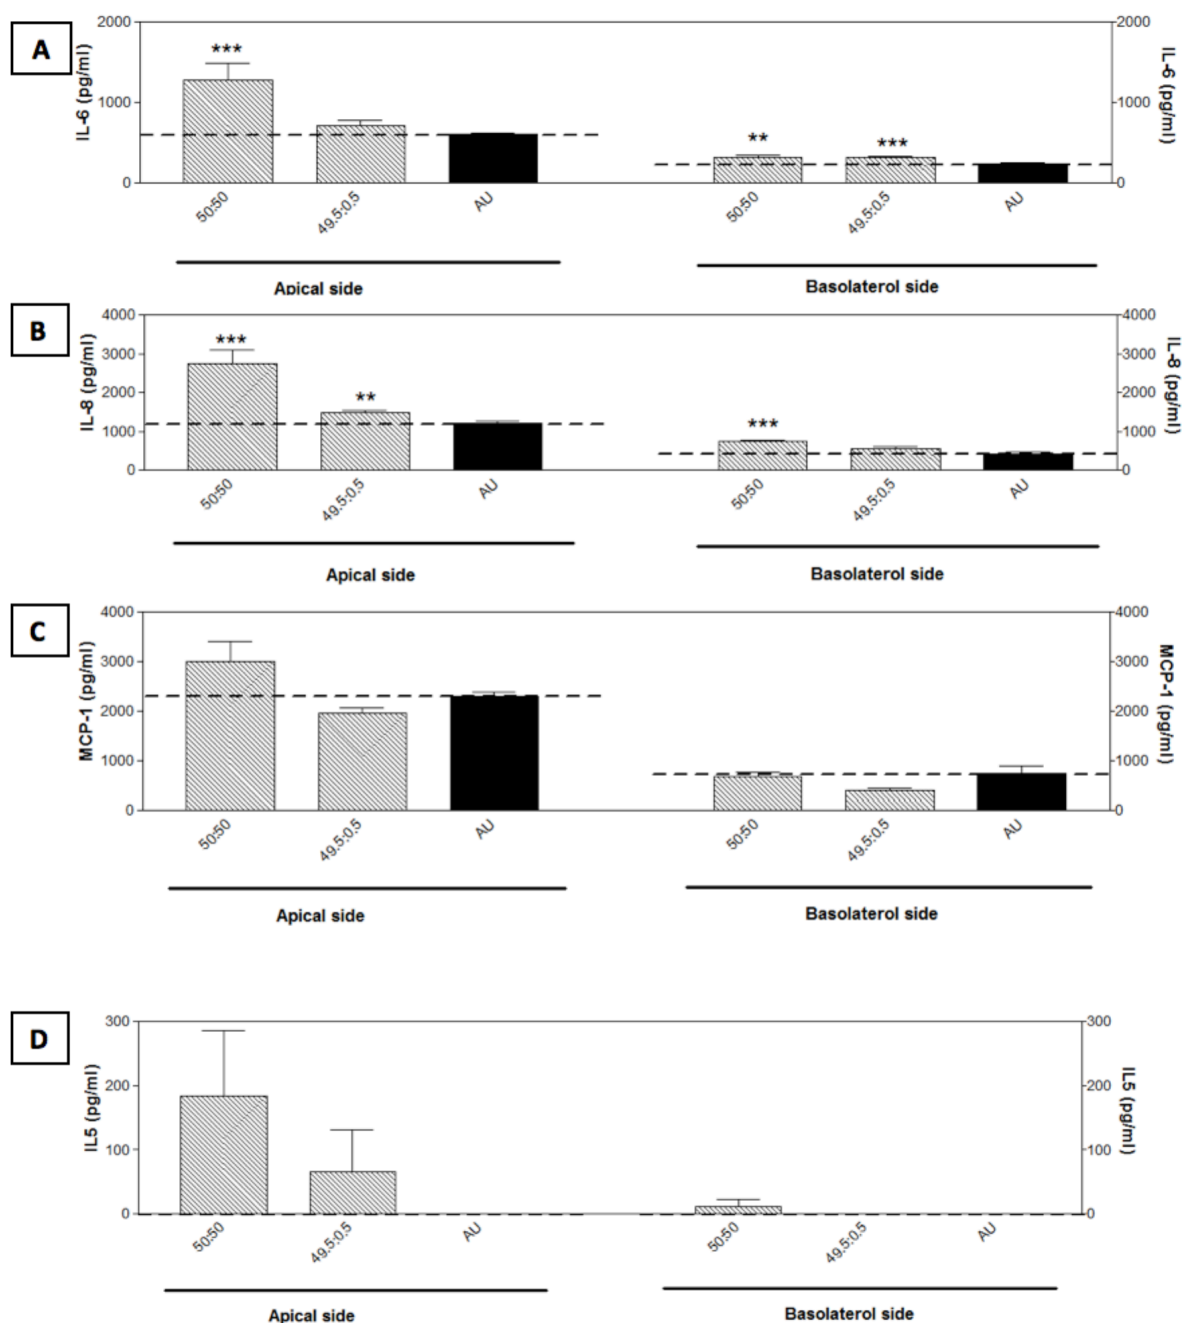 A
IL-6 (pg/ml)
2000
1000
0
***
**
***
2000
1000
0
IL-6 (pg/ml)
50:50
49.5:0.5
AU
50:50
49.5:0.5
AU
Apical side
Basolaterol side
B
IL-8 (pg/ml)
4000
3000
2000
1000
0
***
**
***
4000
3000
2000
1000
0
IL-8 (pg/ml)
50:50
49.5:0.5
AU
50:50
49.5:0.5
AU
Apical side
Basolaterol side
C
MCP-1 (pg/ml)
4000
3000
2000
1000
0
4000
3000
2000
1000
0
MCP-1 (pg/ml)
50:50
49.5:0.5
AU
50:50
49.5:0.5
AU
Apical side
Basolaterol side
D
IL5 (pg/ml)
300
200
100
0
300
200
100
0
IL5 (pg/ml)
50:50
49.5:0.5
AU
50:50
49.5:0.5
AU
Apical side
Basolaterol side